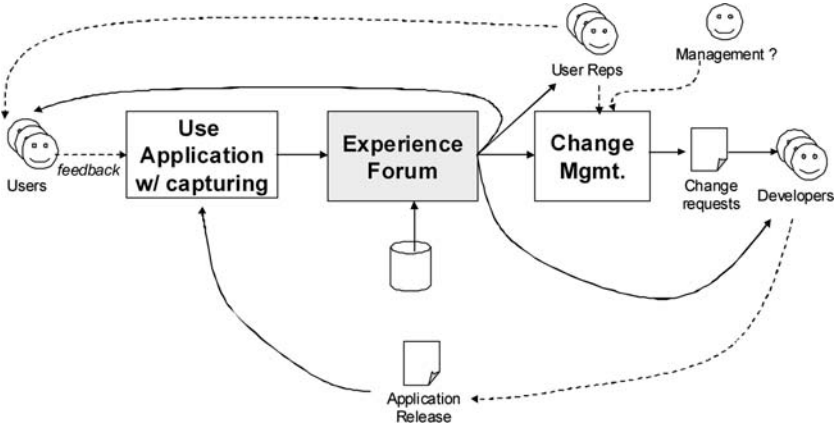 User Reps
Management ?
Users
feedback
Use
Application
w/ capturing
Experience
Forum
Change
Mgmt.
Change
requests
Developers
Application
Release